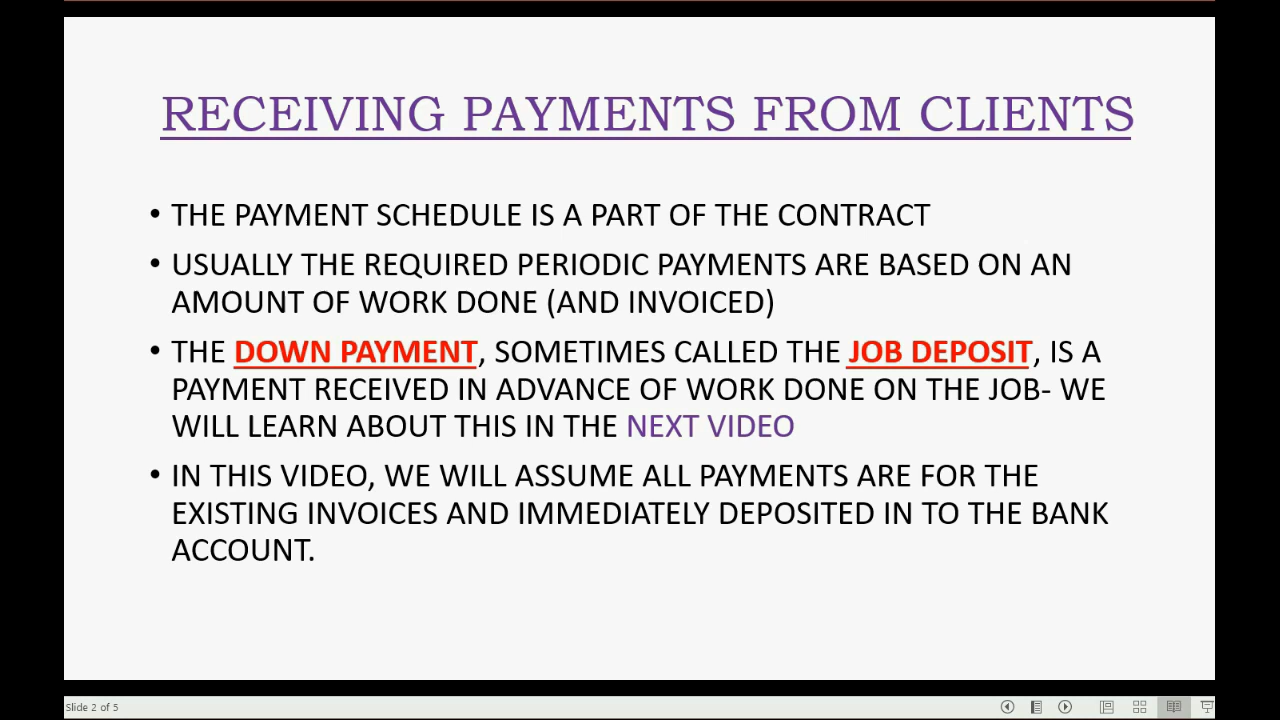 RECEIVING PAYMENTS FROM CLIENTS
• THE PAYMENT SCHEDULE IS A PART OF THE CONTRACT
• USUALLY THE REQUIRED PERIODIC PAYMENTS ARE BASED ON AN
AMOUNT OF WORK DONE (AND INVOICED)
• THE DOWN PAYMENT, SOMETIMES CALLED THE JOB DEPOSIT, IS A
PAYMENT RECEIVED IN ADVANCE OF WORK DONE ON THE JOB- WE
WILL LEARN ABOUT THIS IN THE NEXT VIDEO
• IN THIS VIDEO, WE WILL ASSUME ALL PAYMENTS ARE FOR THE
EXISTING INVOICES AND IMMEDIATELY DEPOSITED IN TO THE BANK
ACCOUNT.
Slide 2 of 5